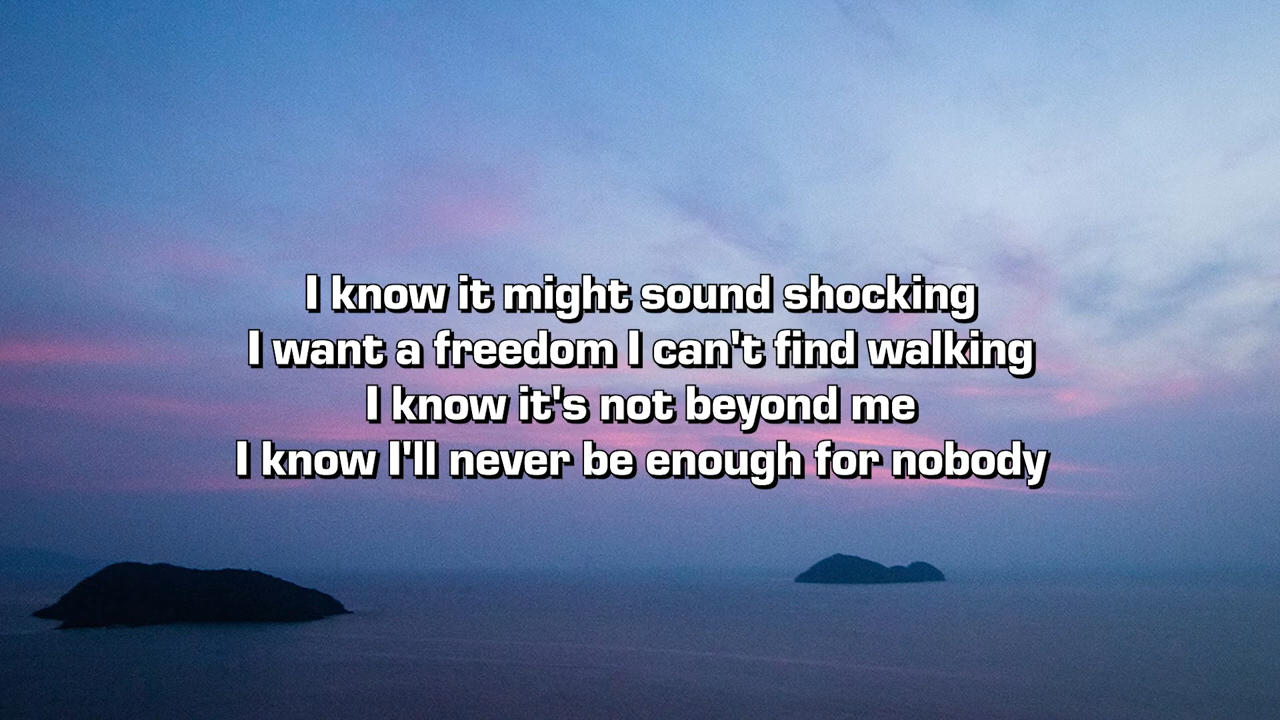 I know it might sound shocking
I want a freedom I can't find walking
I know it's not beyond me
I know I'll never be enough for nobody